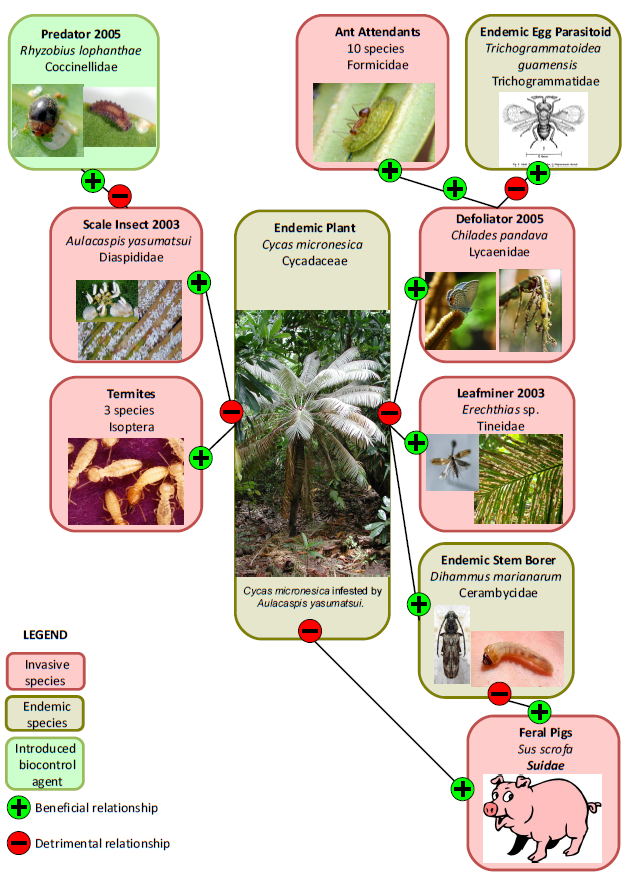 Predator 2005
Rhyzobius lophanthae
Coccinellidae
Ant Attendants
10 species
Formicidae
Endemic Egg Parasitoid
Trichogrammatoidea
guamensis
Trichogrammatidae
Scale Insect 2003
Aulacaspis yasumatsui
Diaspididae
Endemic Plant
Cycas micronesica
Cycadaceae
Defoliator 2005
Chilades pandava
Lycaenidae
Termites
3 species
Isoptera
Leafminer 2003
Erechthias sp.
Tineidae
Cycas micronesica infested by
Aulacaspis yasumatsui.
Endemic Stem Borer
Dihammus marianarum
Cerambycidae
Feral Pigs
Sus scrofa
Suidae
LEGEND
Invasive
species
Endemic
species
Introduced
biocontrol
agent
Beneficial relationship
Detrimental relationship